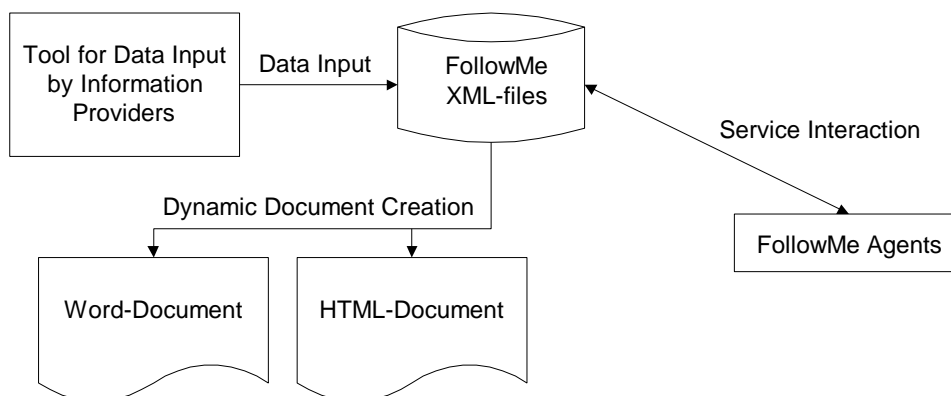 Tool for Data Input
by Information
Providers
Data Input
FollowMe
XML-files
Service Interaction
Dynamic Document Creation
FollowMe Agents
Word-Document
HTML-Document